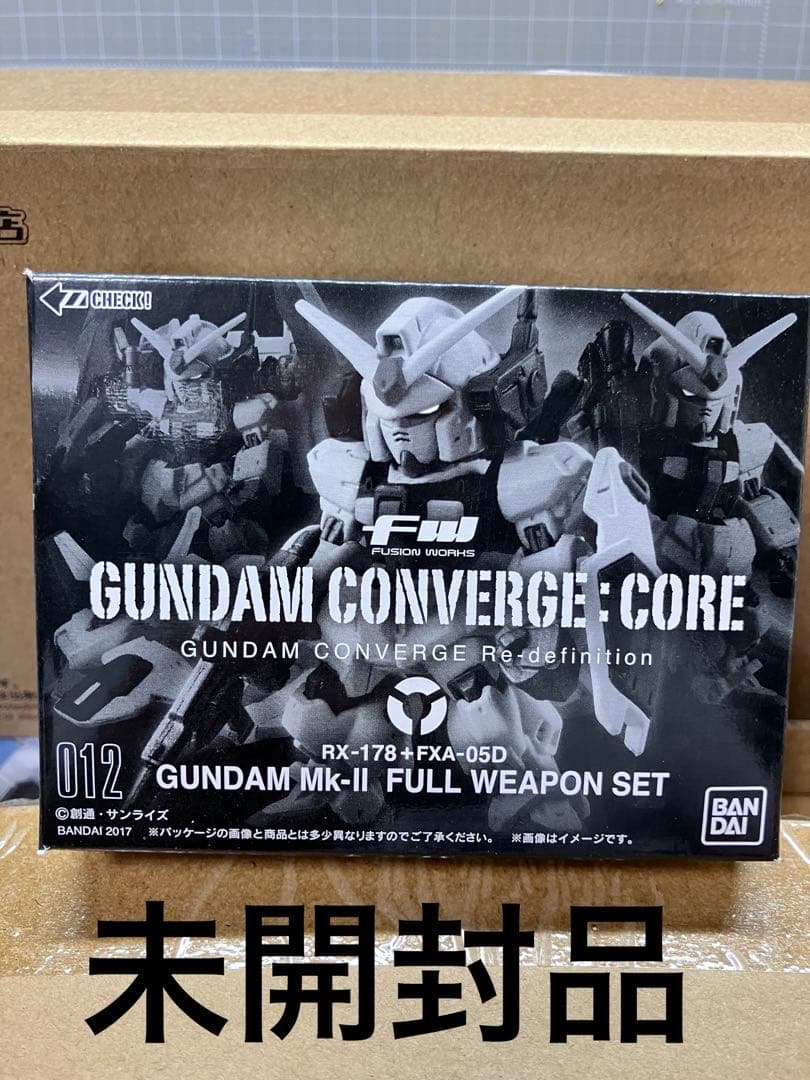 店
CHECK!
FW
FUSION WORKS
GUNDAM CONVERGE:CORE
GUNDAM CONVERGE Re-definition
012
RX-178+FXA-05D
GUNDAM Mk-II FULL WEAPON SET
©創通・サンライズ
BANDAI 2017 ※パッケージの画像と商品とは多少異なりますのでご了承ください。 ※画像はイメージです。
BAN
DAI
未開封品